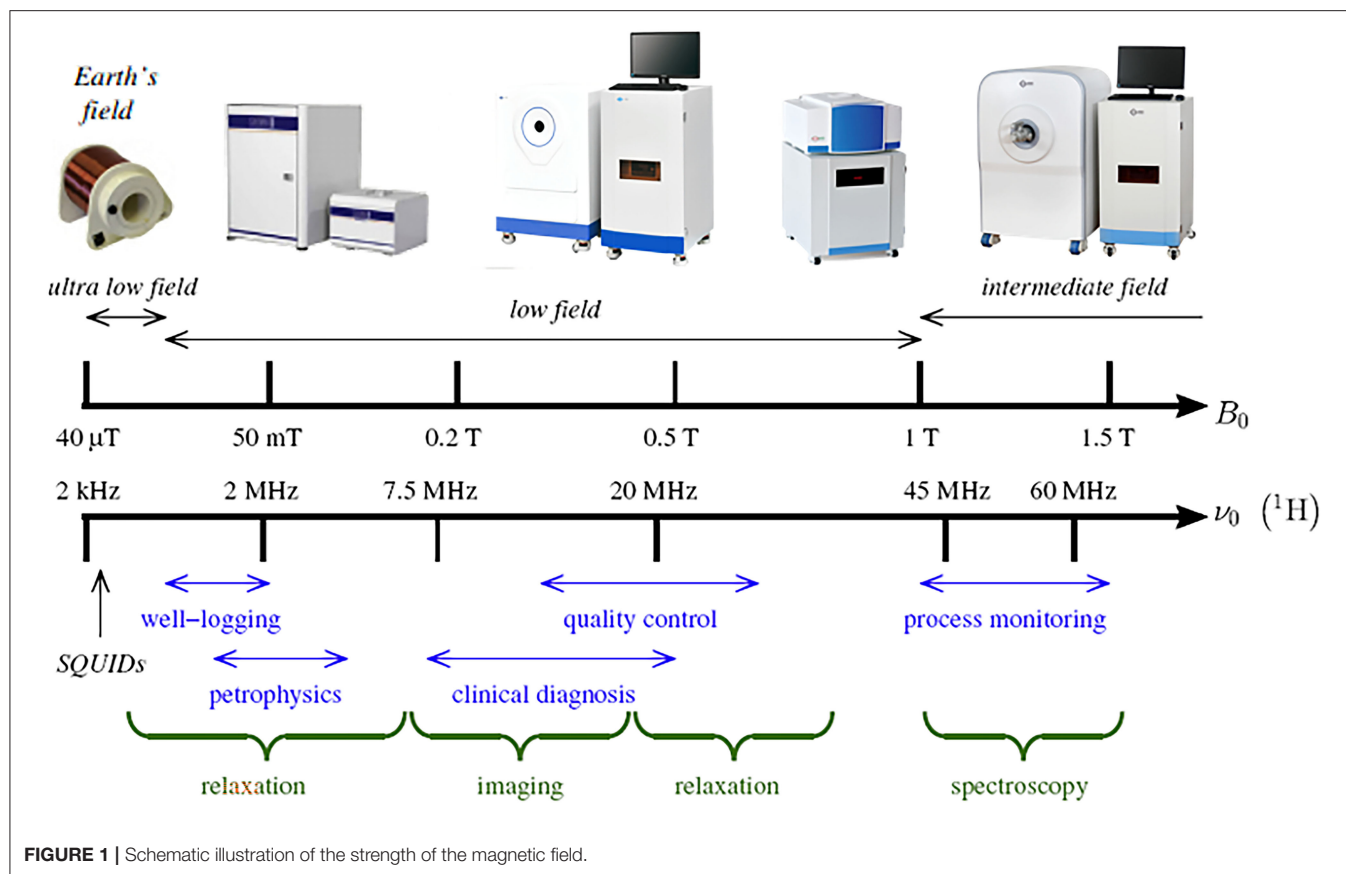 Earth's
field
ultra low field
low field
intermediate field
40 μT 50 mT 0.2 T 0.5 T 1 T 1.5 T B₀
2 kHz 2 MHz 7.5 MHz 20 MHz 45 MHz 60 MHz ν₀ (¹H)
well–logging quality control process monitoring
SQUIDs
petrophysics clinical diagnosis
relaxation imaging relaxation spectroscopy
FIGURE 1 | Schematic illustration of the strength of the magnetic field.